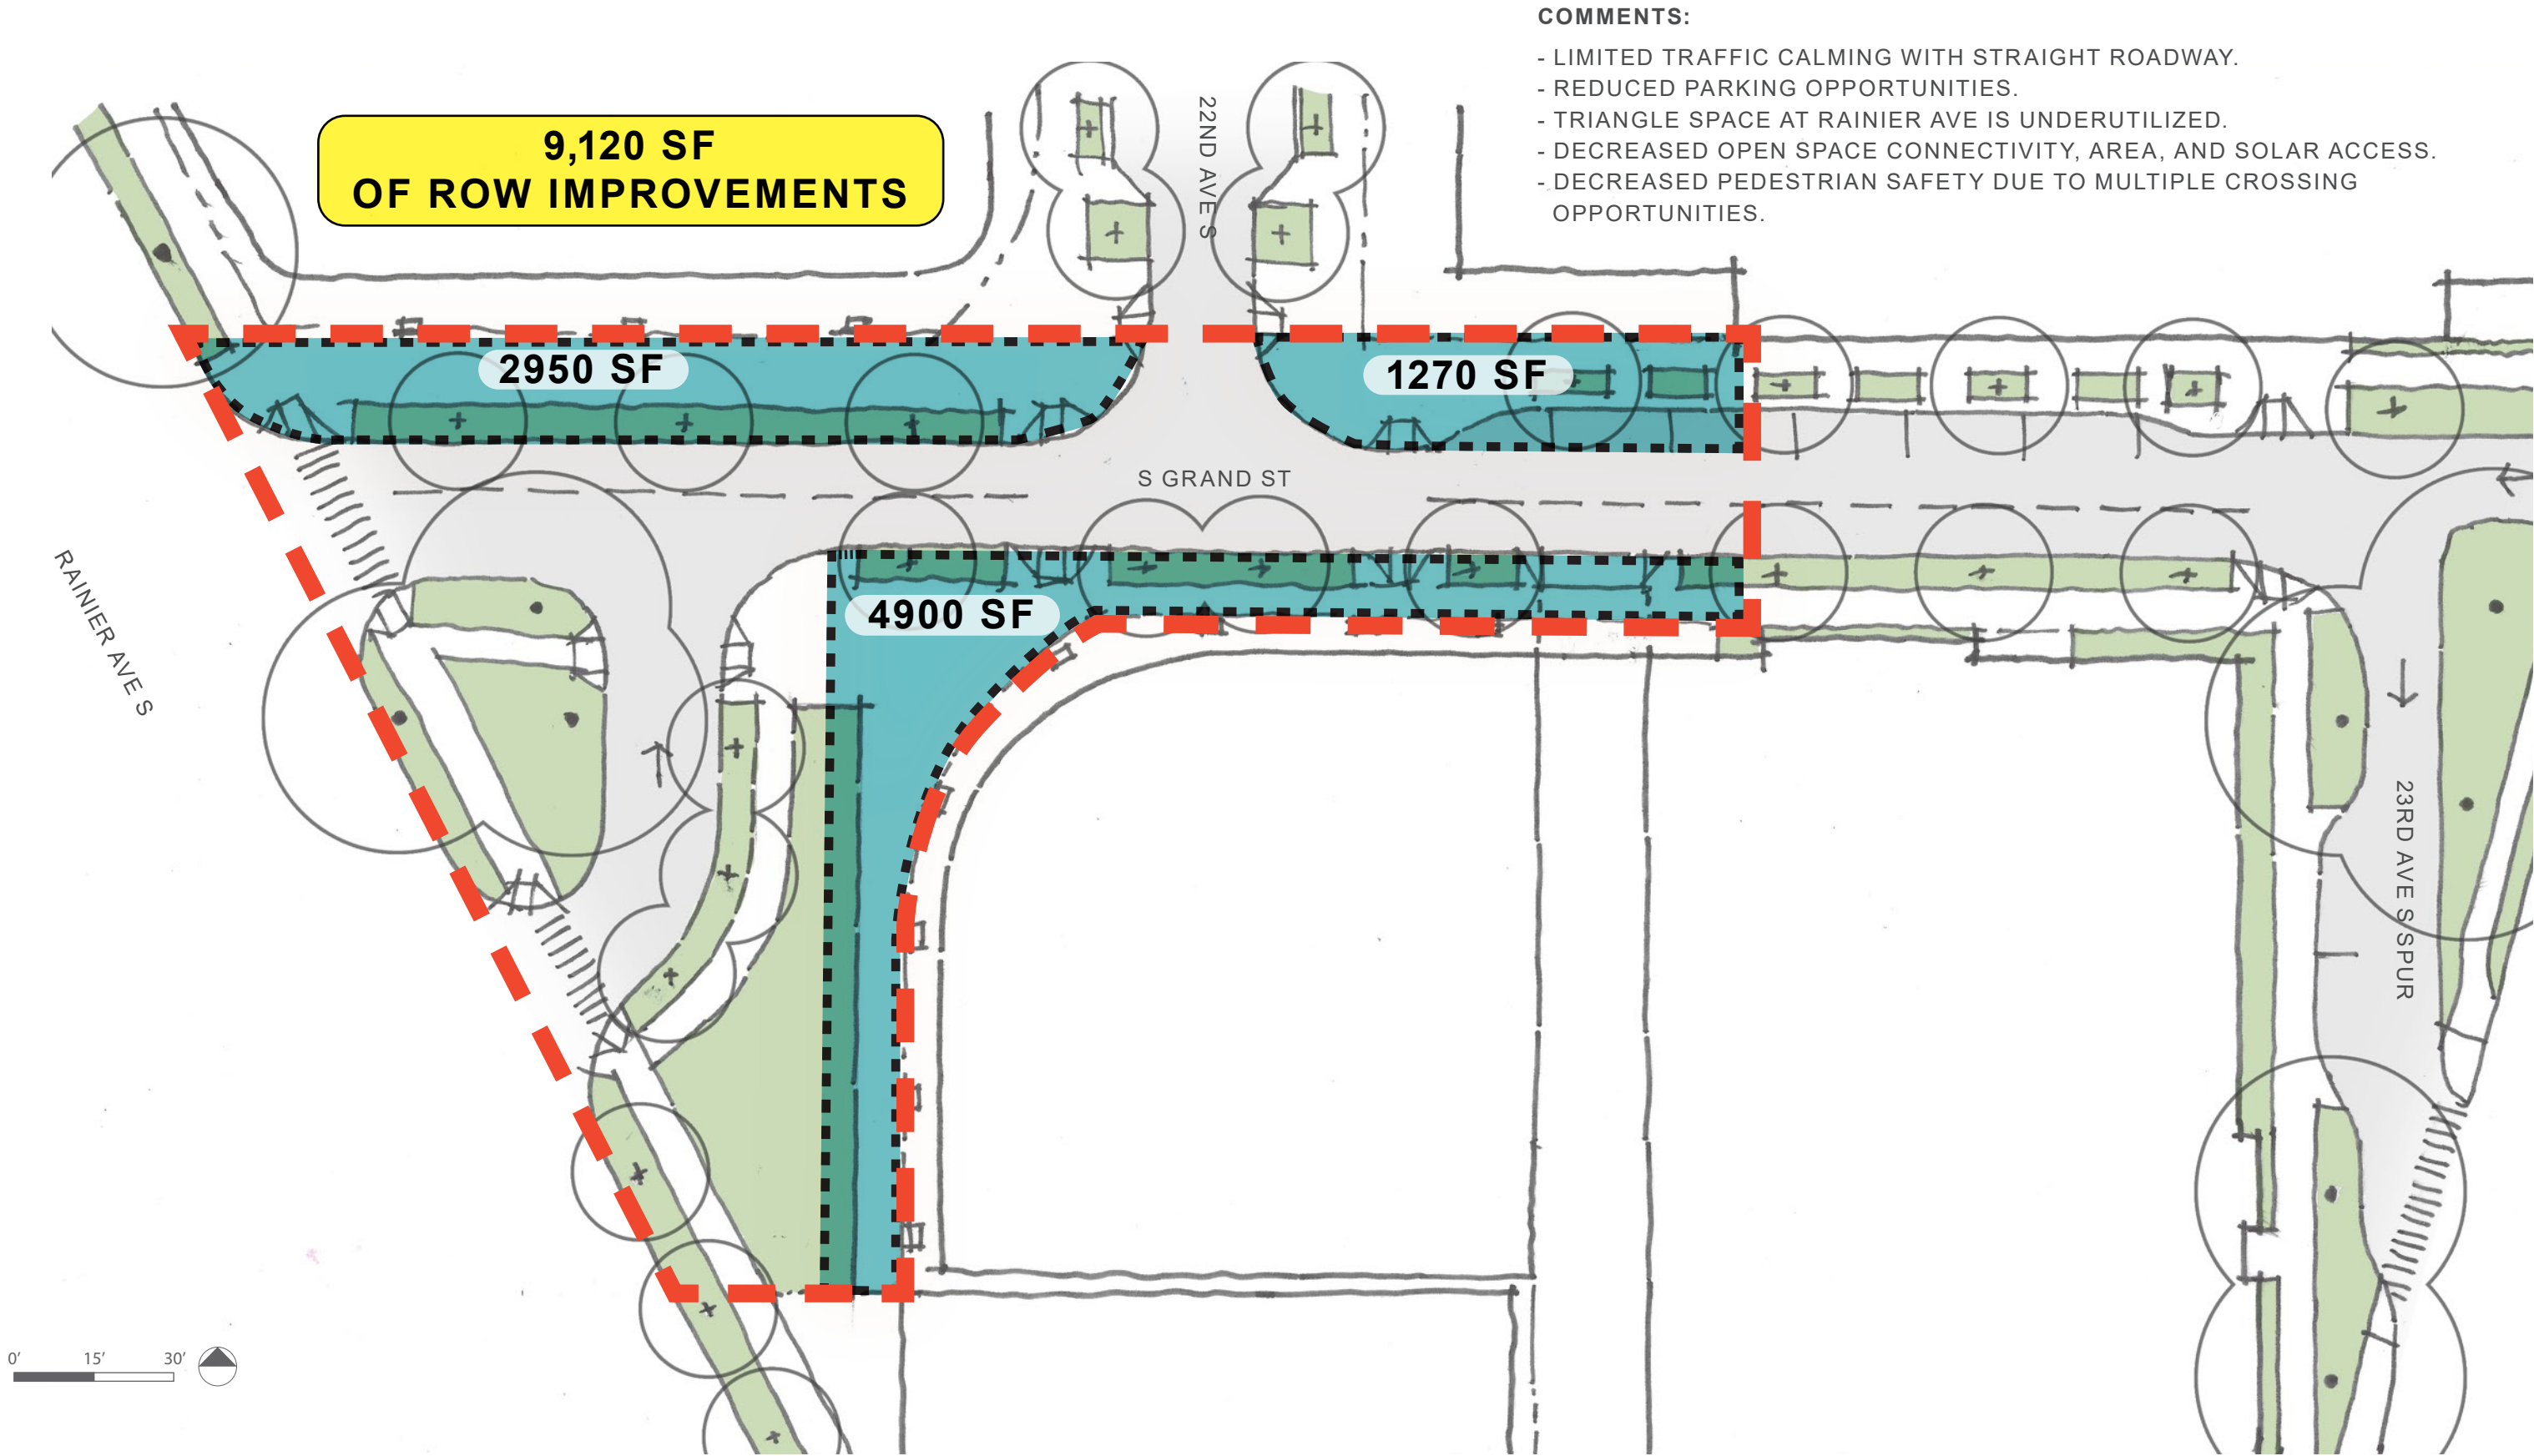 COMMENTS:
- LIMITED TRAFFIC CALMING WITH STRAIGHT ROADWAY.
- REDUCED PARKING OPPORTUNITIES.
- TRIANGLE SPACE AT RAINIER AVE IS UNDERUTILIZED.
- DECREASED OPEN SPACE CONNECTIVITY, AREA, AND SOLAR ACCESS.
- DECREASED PEDESTRIAN SAFETY DUE TO MULTIPLE CROSSING
OPPORTUNITIES.
9,120 SF
OF ROW IMPROVEMENTS
22ND AVE S
2950 SF
1270 SF
S GRAND ST
4900 SF
RAINIER AVE S
23RD AVE S SPUR
0' 15' 30'